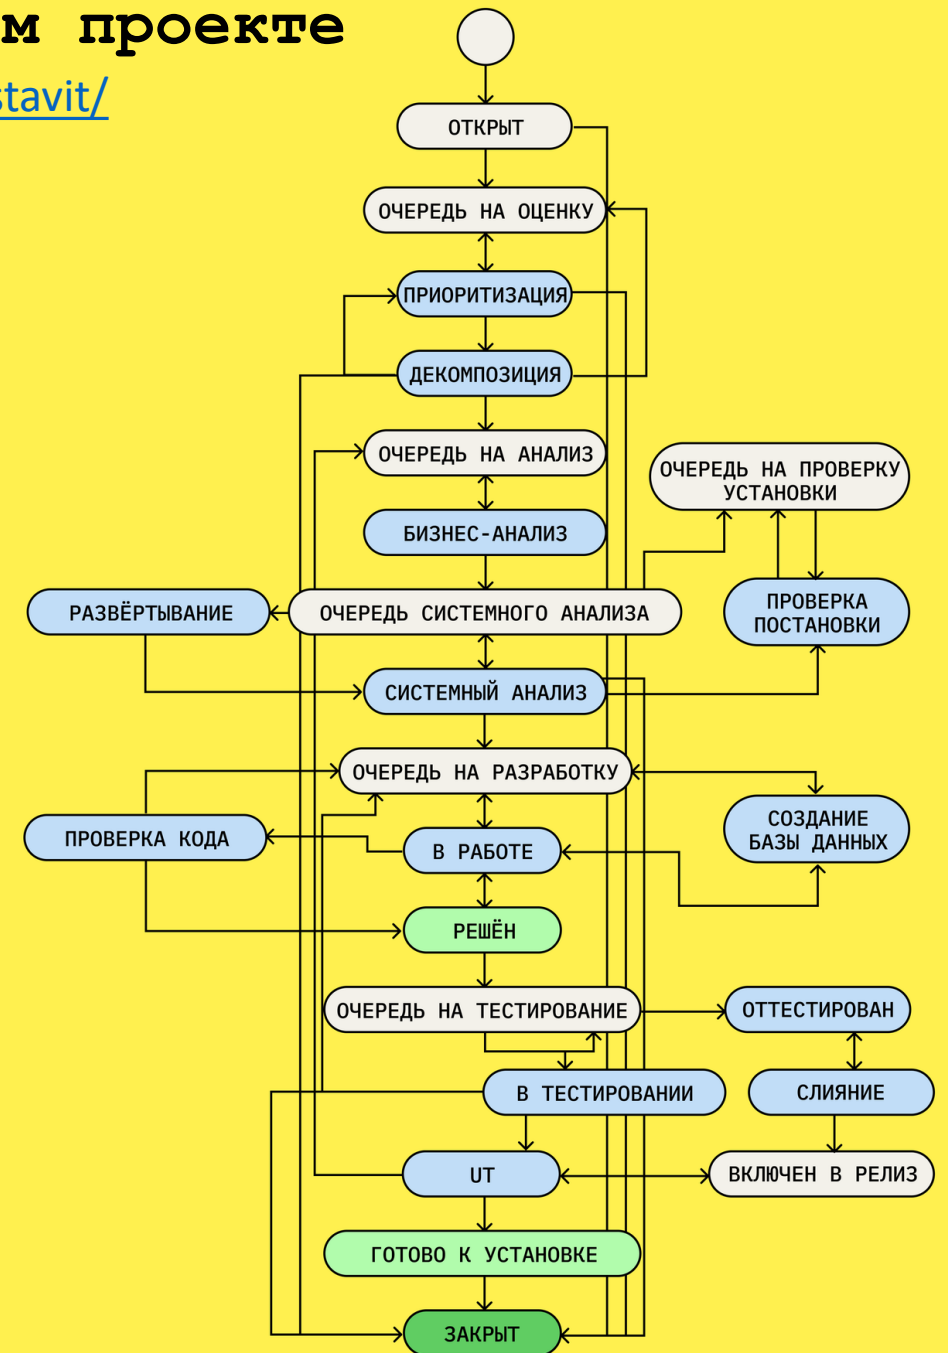 м проекте
stavit/
ОТКРЫТ
ОЧЕРЕДЬ НА ОЦЕНКУ
ПРИОРИТИЗАЦИЯ
ДЕКОМПОЗИЦИЯ
ОЧЕРЕДЬ НА АНАЛИЗ
ОЧЕРЕДЬ НА ПРОВЕРКУ
УСТАНОВКИ
БИЗНЕС-АНАЛИЗ
РАЗВЁРТЫВАНИЕ
ОЧЕРЕДЬ СИСТЕМНОГО АНАЛИЗА
ПРОВЕРКА
ПОСТАНОВКИ
СИСТЕМНЫЙ АНАЛИЗ
ОЧЕРЕДЬ НА РАЗРАБОТКУ
ПРОВЕРКА КОДА
В РАБОТЕ
СОЗДАНИЕ
БАЗЫ ДАННЫХ
РЕШЁН
ОЧЕРЕДЬ НА ТЕСТИРОВАНИЕ
ОТТЕСТИРОВАН
В ТЕСТИРОВАНИИ
СЛИЯНИЕ
UT
ВКЛЮЧЕН В РЕЛИЗ
ГОТОВО К УСТАНОВКЕ
ЗАКРЫТ